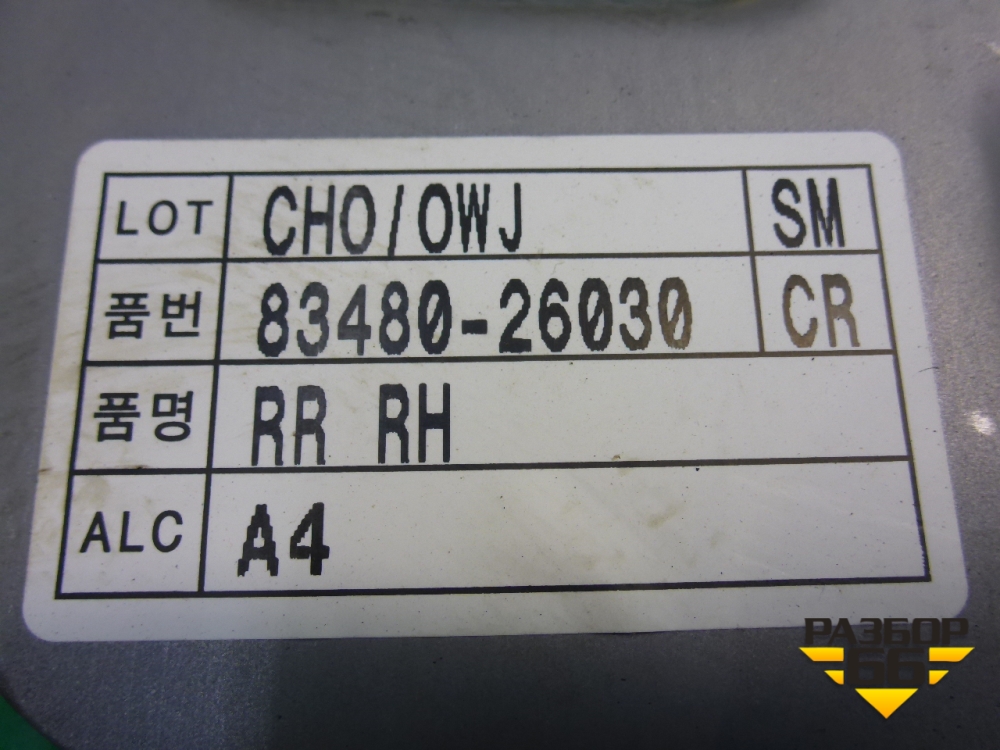 LOT CHO/OWJ SM
품번 83480-26030 CR
품명 RR RH
ALC A4
РАЗБОР
66